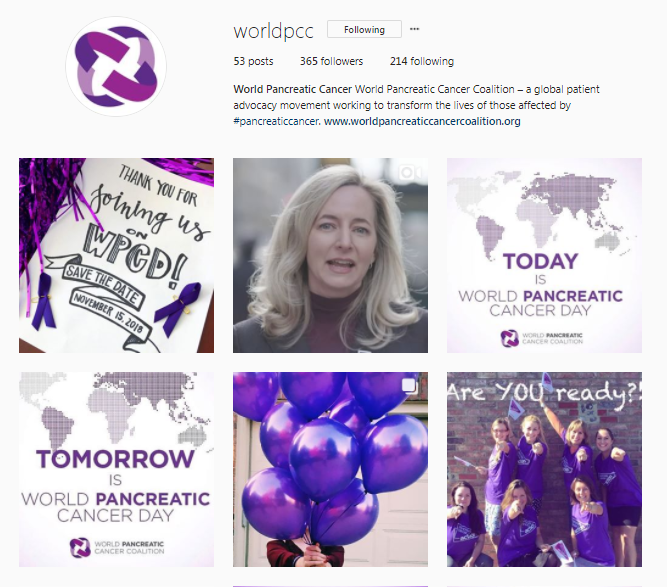 worldpcc Following
53 posts 365 followers 214 following
World Pancreatic Cancer World Pancreatic Cancer Coalition – a global patient
advocacy movement working to transform the lives of those affected by
#pancreaticcancer. www.worldpancreaticcancercoalition.org
THANK YOU FOR
Joining us
on
WPCD!
SAVE THE DATE
NOVEMBER 15, 2018
TODAY
IS
WORLD PANCREATIC
CANCER DAY
WORLD PANCREATIC
CANCER COALITION
TOMORROW
IS
WORLD PANCREATIC
CANCER DAY
WORLD PANCREATIC
CANCER COALITION
Are YOU ready?!